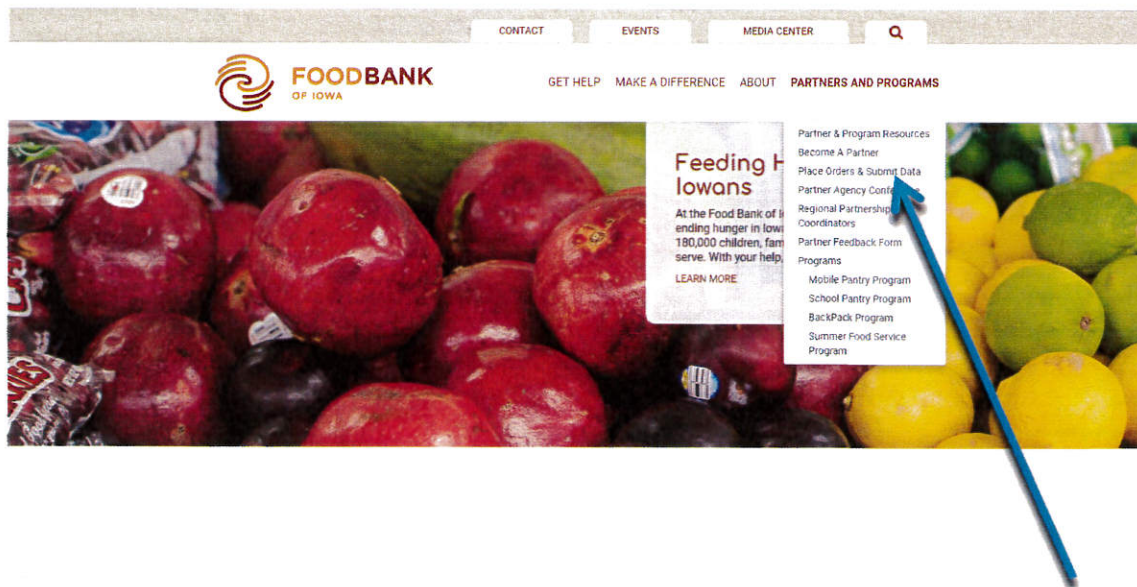 CONTACT
EVENTS
MEDIA CENTER
FOODBANK
OF IOWA
GET HELP
MAKE A DIFFERENCE
ABOUT
PARTNERS AND PROGRAMS
Feeding H
Iowans
At the Food Bank of
ending hunger in Iowa
180,000 children, fam
serve. With your help,
LEARN MORE
Partner & Program Resources
Become A Partner
Place Orders & Submit Data
Partner Agency
Regional Partnership
Coordinators
Partner Feedback Form
Programs
Mobile Pantry Program
School Pantry Program
BackPack Program
Summer Food Service
Program